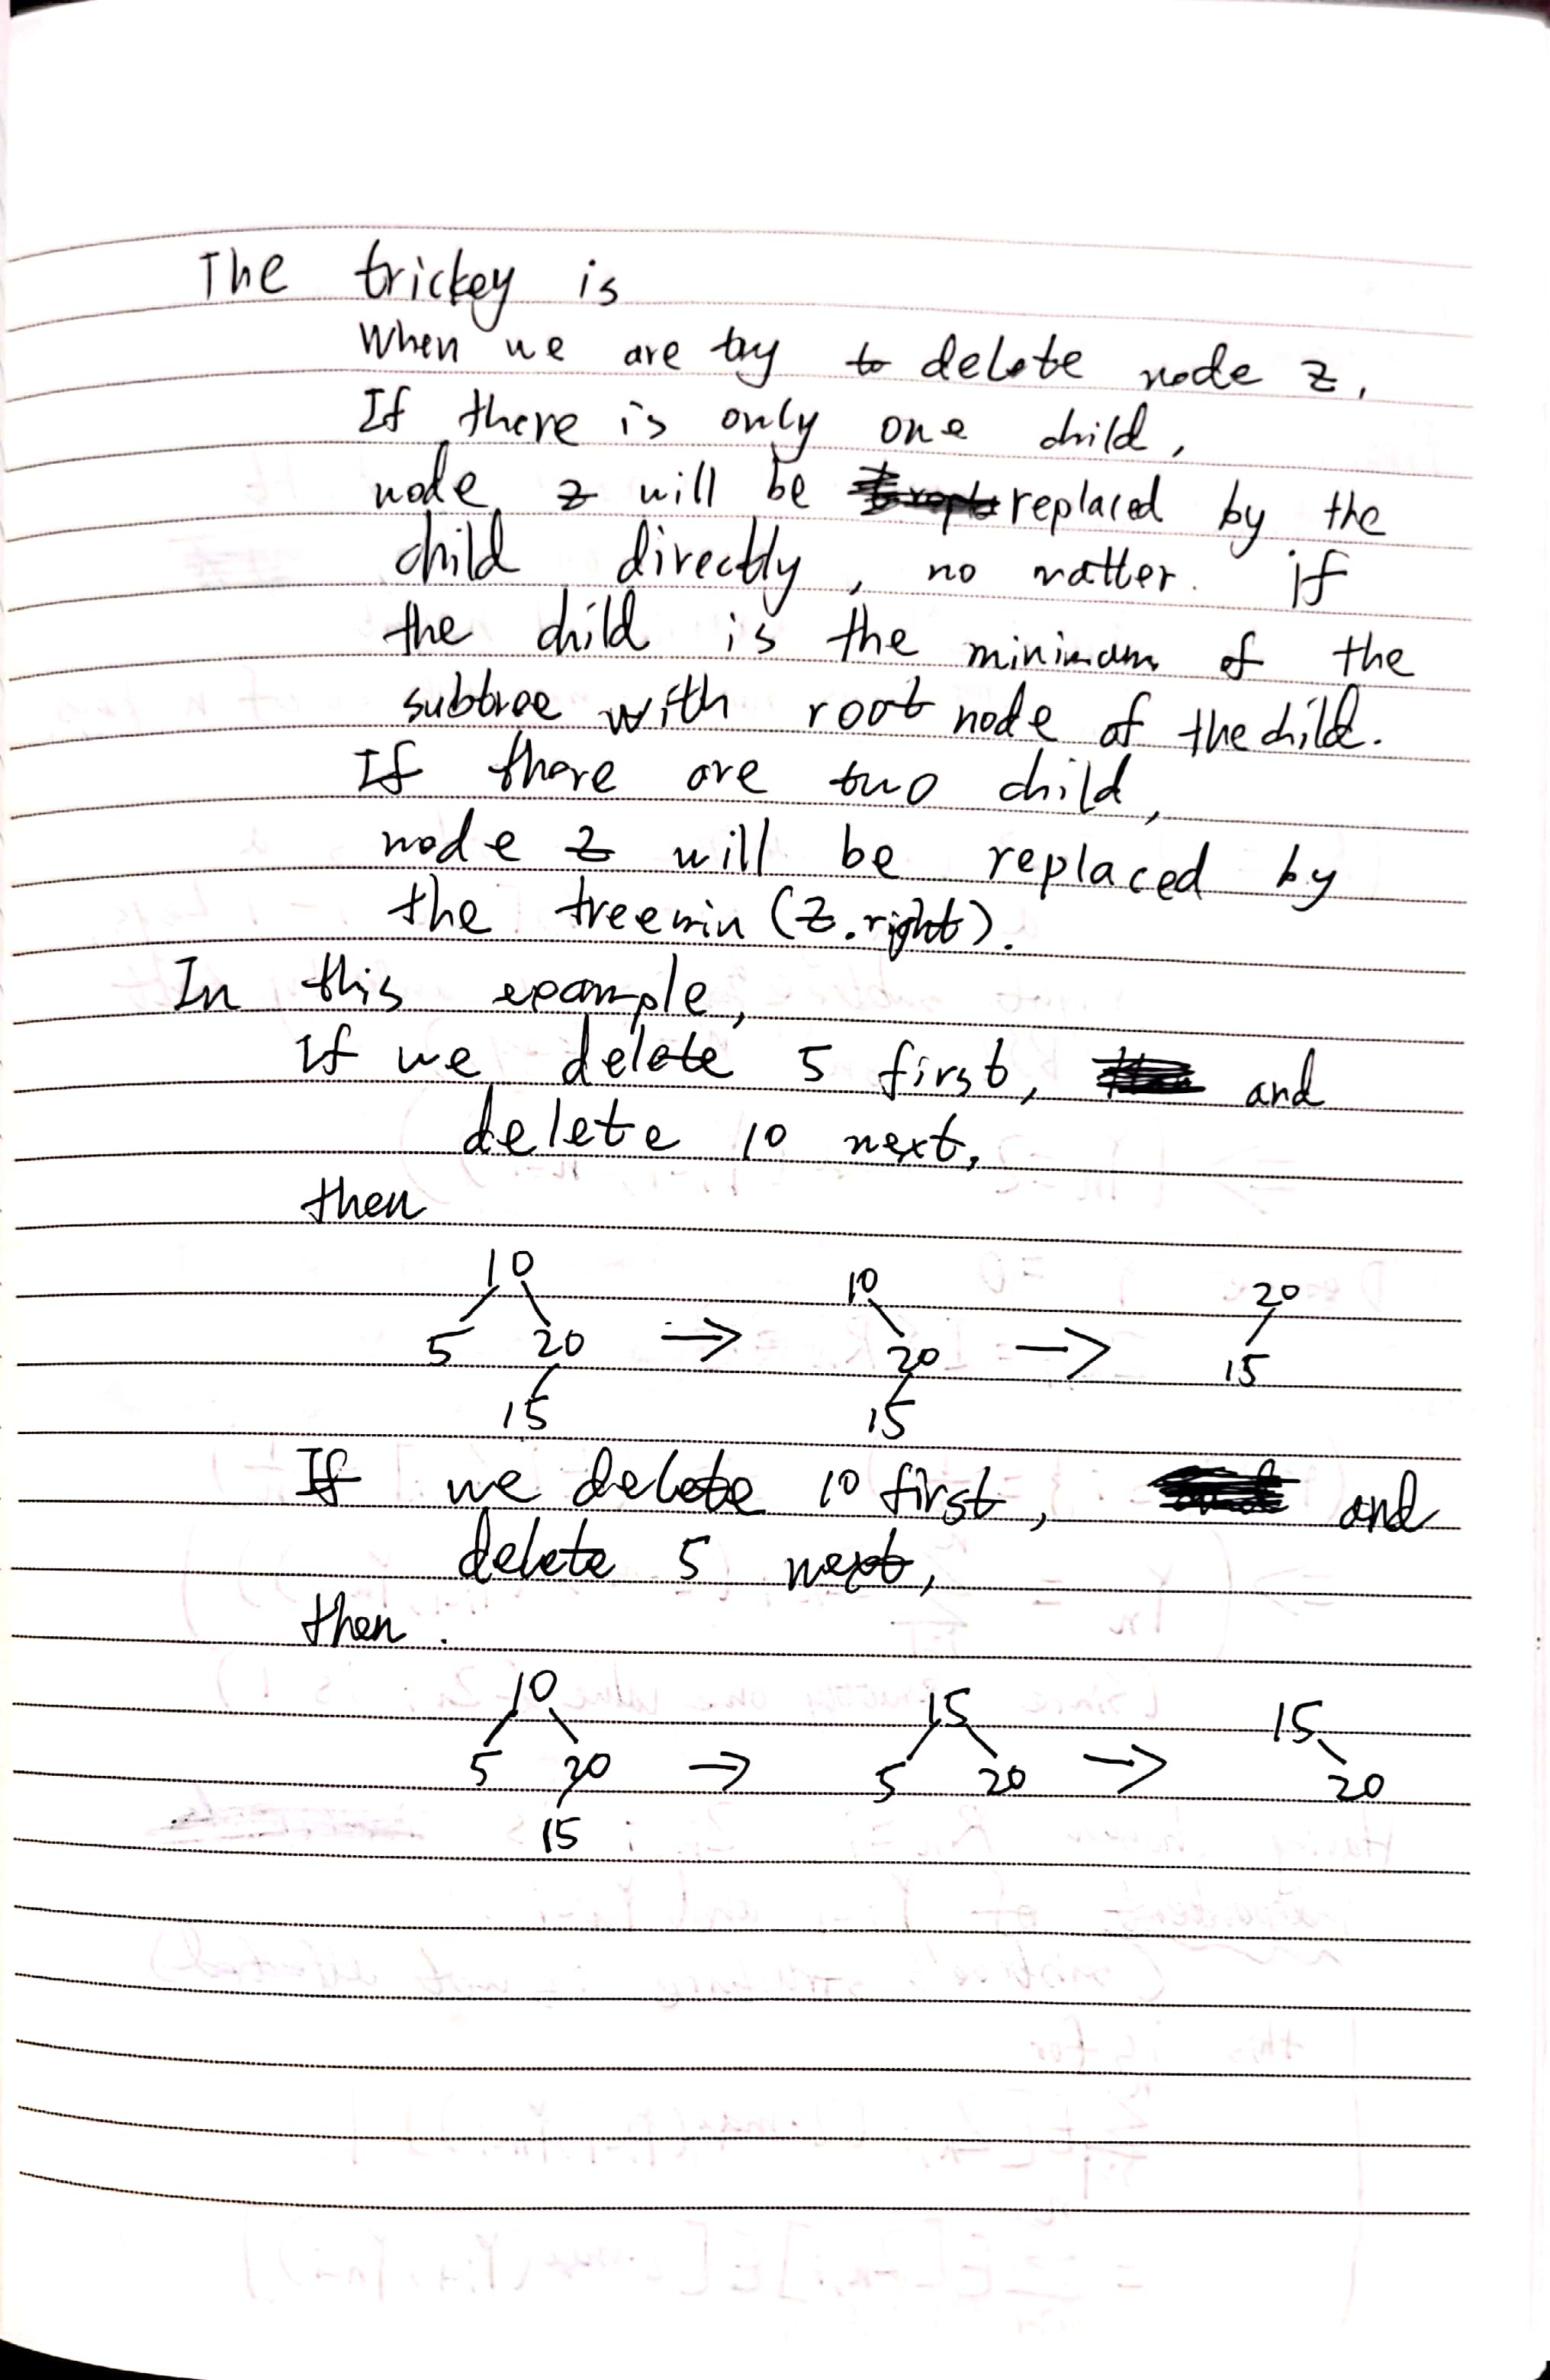 The trickey is
When we are try to delete node z,
If there is only one child,
node z will be replaced by the
child directly, no matter. if
the child is the minimum of the
subtree with root node of the child.
If there are two child,
node z will be replaced by
the treemin (z.right).
In this example,
If we delete 5 first, and
delete 10 next,
then
10 10 20
5 20 => 20 -> 15
15 15
If we delete 10 first, and
delete 5 next,
then.
10 15 15
5 20 => 5 20 => 20
15